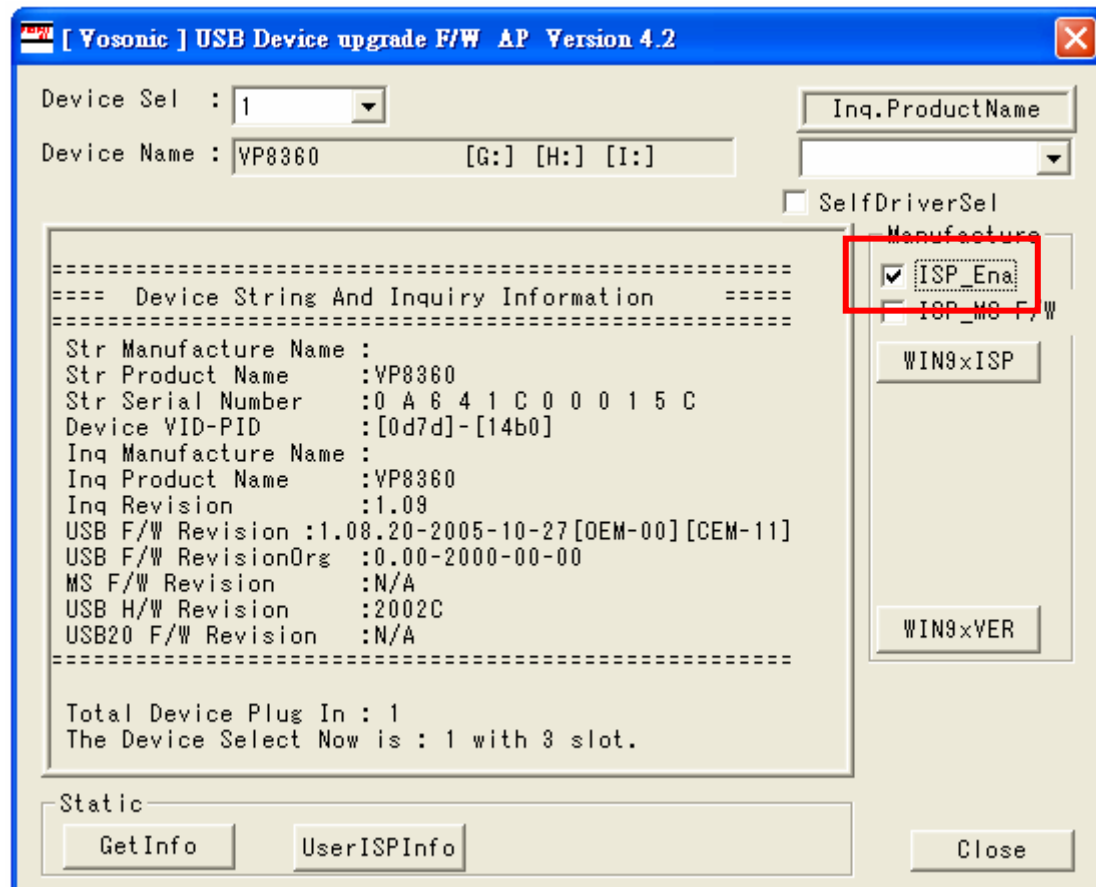 [ Vosonic ] USB Device upgrade F/W AP Version 4.2
Device Sel : 1
Inq.ProductName
Device Name : VP8360 [G:] [H:] [I:]
SelfDriverSel
Manufacture
ISP_Ena
ISP_MS F/W
WIN9xISP
WIN9xVER
=====================================================
==== Device String And Inquiry Information =====
=====================================================
Str Manufacture Name :
Str Product Name :VP8360
Str Serial Number :0 A 6 4 1 C 0 0 0 1 5 C
Device VID-PID :[0d7d]-[14b0]
Inq Manufacture Name :
Inq Product Name :VP8360
Inq Revision :1.09
USB F/W Revision :1.08.20-2005-10-27[OEM-00][CEM-11]
USB F/W RevisionOrg :0.00-2000-00-00
MS F/W Revision :N/A
USB H/W Revision :2002C
USB20 F/W Revision :N/A
=====================================================
Total Device Plug In : 1
The Device Select Now is : 1 with 3 slot.
Static
GetInfo
UserISPInfo
Close